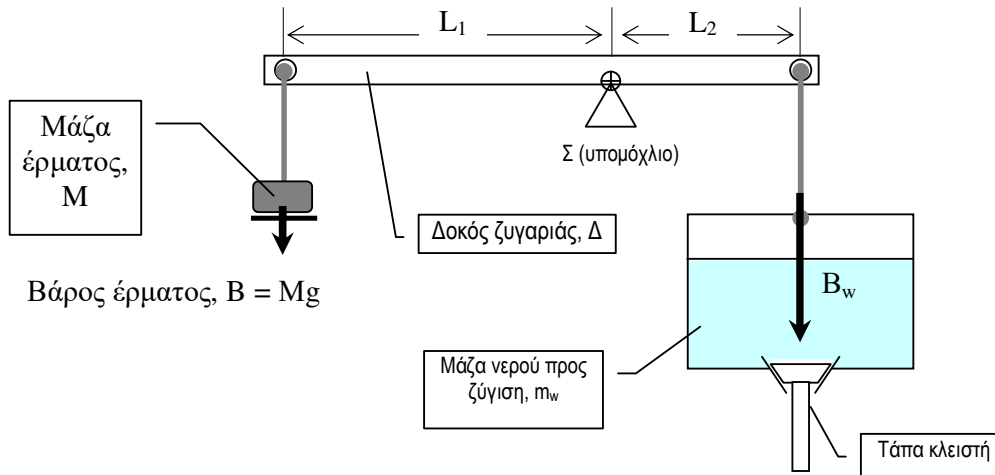 L₁
L₂
Μάζα
έρματος,
Μ
Σ (υπομόχλιο)
Δοκός ζυγαριάς, Δ
Βάρος έρματος, Β = Mg
Bw
Μάζα νερού προς
ζύγιση, mw
Τάπα κλειστή